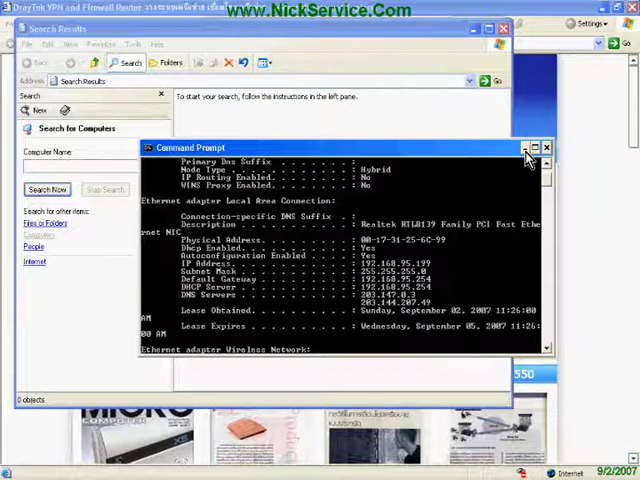 DrayTek VPN and Firewall Router
www.NickService.Com
Settings
Search Results
File Edit View Favorites Tools Help
Back
Search
Folders
Address
Search Results
Go
Search
To start your search, follow the instructions in the left pane.
New
Search for Computers
Computer Name:
Search Now
Stop Search
Search for other items:
Files or Folders
Computers
People
Internet
0 objects
Command Prompt
Primary Dns Suffix . . . . . . . :
Node Type . . . . . . . . . . . . : Hybrid
IP Routing Enabled. . . . . . . . : No
WINS Proxy Enabled. . . . . . . . : No
Ethernet adapter Local Area Connection:
Connection-specific DNS Suffix . :
Description . . . . . . . . . . . : Realtek RTL8139 Family PCI Fast Ethe
rnet NIC
Physical Address. . . . . . . . . : 00-17-31-25-6C-99
Dhcp Enabled. . . . . . . . . . . : Yes
Autoconfiguration Enabled . . . . : Yes
IP Address. . . . . . . . . . . . : 192.168.95.199
Subnet Mask . . . . . . . . . . . : 255.255.255.0
Default Gateway . . . . . . . . . : 192.168.95.254
DHCP Server . . . . . . . . . . . : 192.168.95.254
DNS Servers . . . . . . . . . . . : 203.147.0.3
203.144.207.49
Lease Obtained. . . . . . . . . . : Sunday, September 02, 2007 11:26:00
AM
Lease Expires . . . . . . . . . . : Wednesday, September 05, 2007 11:26:
00 AM
Ethernet adapter Wireless Network:
Go
550
MICRO
COMPUTER
XS
Internet
9/2/2007